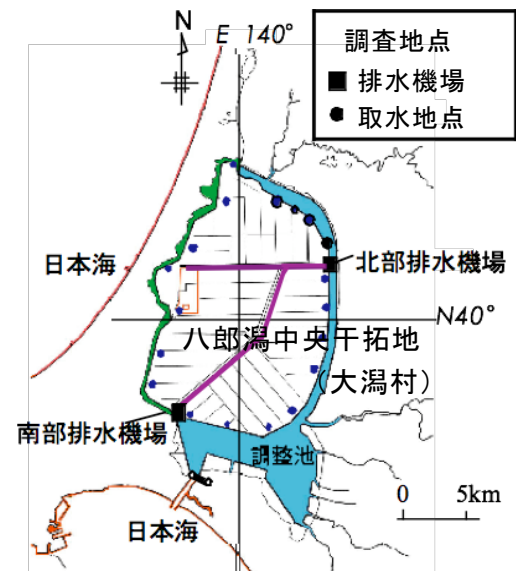 N
E 140°
調査地点
排水機場
取水地点
日本海
北部排水機場
N40°
八郎潟中央干拓地
(大潟村)
南部排水機場
調整池
0 5km
日本海